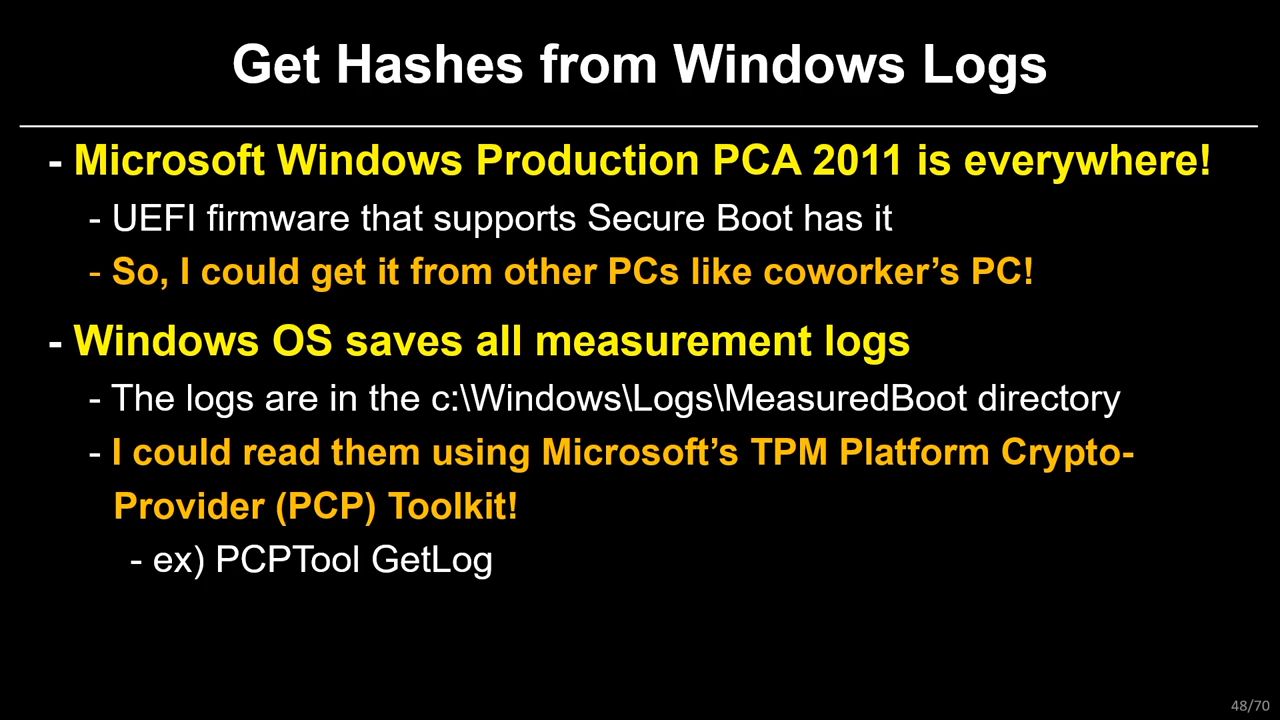 Get Hashes from Windows Logs
- Microsoft Windows Production PCA 2011 is everywhere!
- UEFI firmware that supports Secure Boot has it
- So, I could get it from other PCs like coworker’s PC!
- Windows OS saves all measurement logs
- The logs are in the c:\Windows\Logs\MeasuredBoot directory
- I could read them using Microsoft’s TPM Platform Crypto-
Provider (PCP) Toolkit!
- ex) PCPTool GetLog
48/70